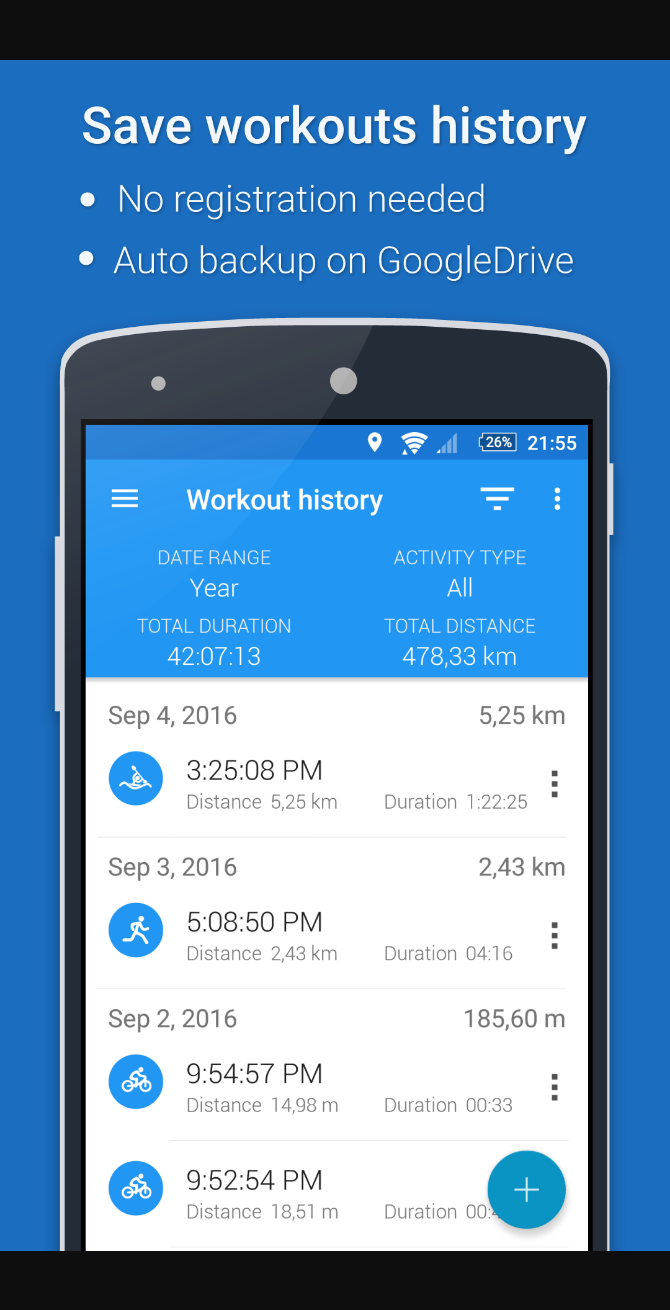 Save workouts history
• No registration needed
• Auto backup on GoogleDrive
26% 21:55
Workout history
DATE RANGE ACTIVITY TYPE
Year All
TOTAL DURATION TOTAL DISTANCE
42:07:13 478,33 km
Sep 4, 2016 5,25 km
3:25:08 PM
Distance 5,25 km Duration 1:22:25
Sep 3, 2016 2,43 km
5:08:50 PM
Distance 2,43 km Duration 04:16
Sep 2, 2016 185,60 m
9:54:57 PM
Distance 14,98 m Duration 00:33
9:52:54 PM
Distance 18,51 m Duration